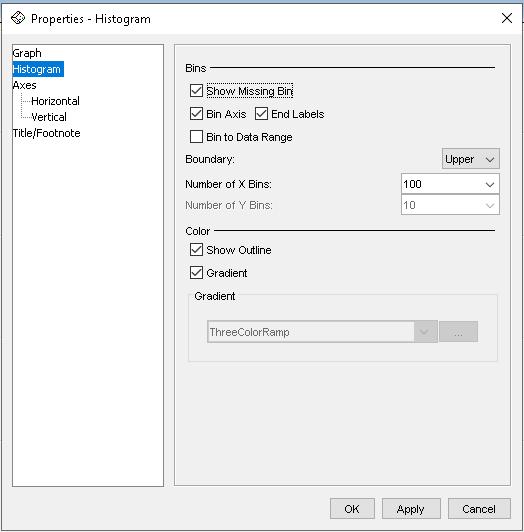 Properties - Histogram
Graph
Histogram
Axes
Horizontal
Vertical
Title/Footnote
Bins
Show Missing Bin
Bin Axis End Labels
Bin to Data Range
Boundary: Upper
Number of X Bins: 100
Number of Y Bins: 10
Color
Show Outline
Gradient
Gradient
ThreeColorRamp ...
OK Apply Cancel